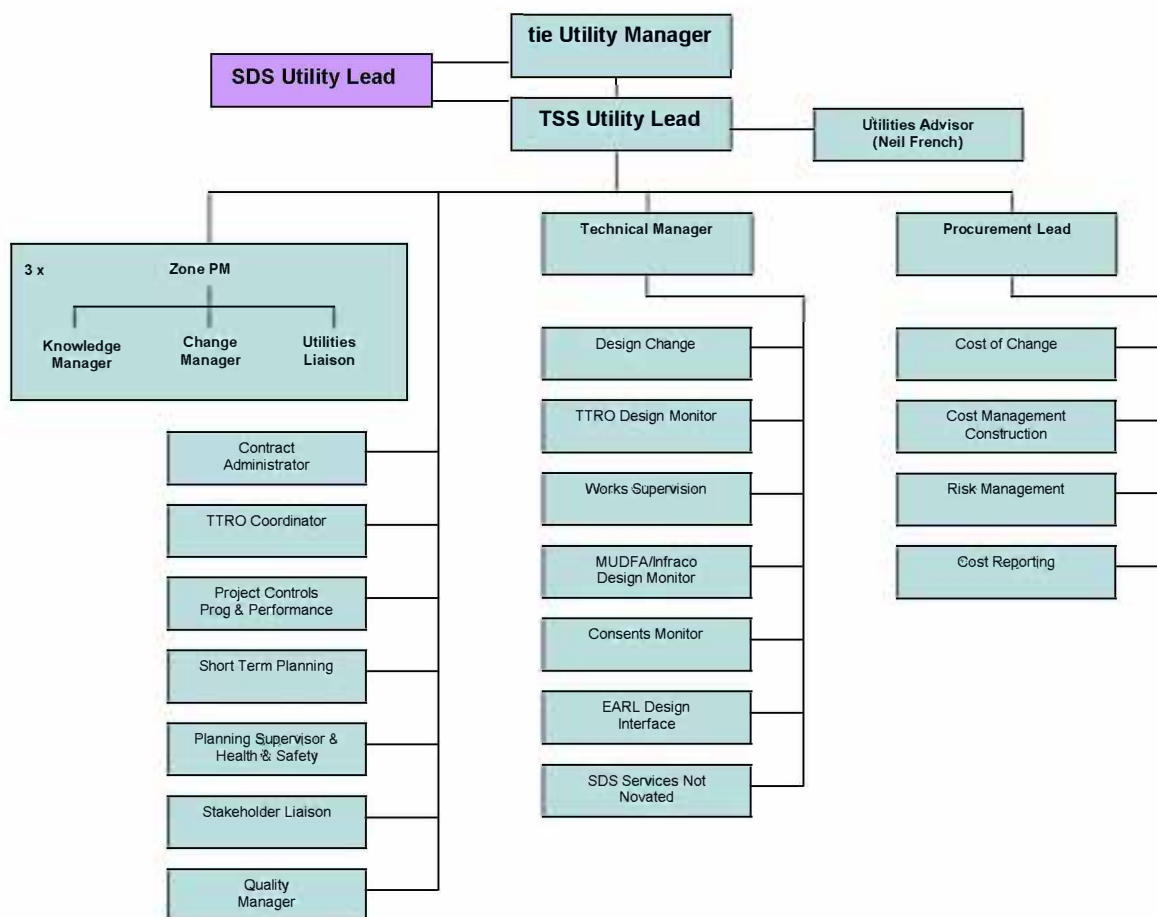 tie Utility Manager
SDS Utility Lead
TSS Utility Lead
Utilities Advisor
(Neil French)
3 x
Zone PM
Knowledge
Manager
Change
Manager
Utilities
Liaison
Technical Manager
Procurement Lead
Contract
Administrator
TTRO Coordinator
Project Controls
Prog & Performance
Short Term Planning
Planning Supervisor &
Health & Safety
Stakeholder Liaison
Quality
Manager
Design Change
TTRO Design Monitor
Works Supervision
MUDFA/Infraco
Design Monitor
Consents Monitor
EARL Design
Interface
SDS Services Not
Novated
Cost of Change
Cost Management
Construction
Risk Management
Cost Reporting